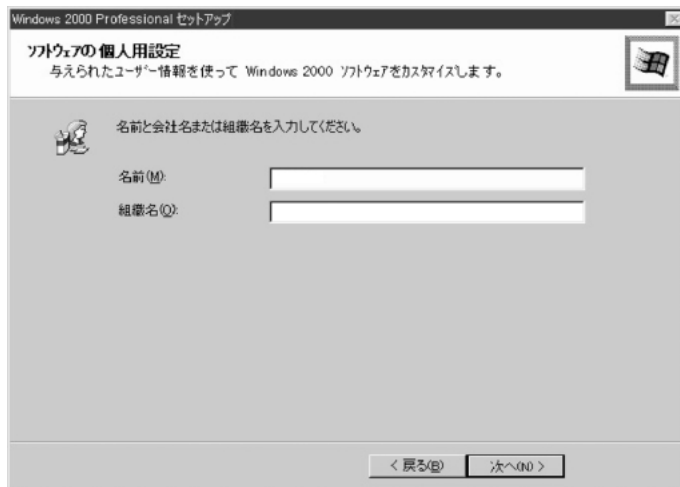 Windows 2000 Professional セットアップ
ソフトウェアの個人用設定
与えられたユーザー情報を使って Windows 2000 ソフトウェアをカスタマイズします。
名前と会社名または組織名を入力してください。
名前(M):
組織名(O):
< 戻る(B)
次へ(N) >